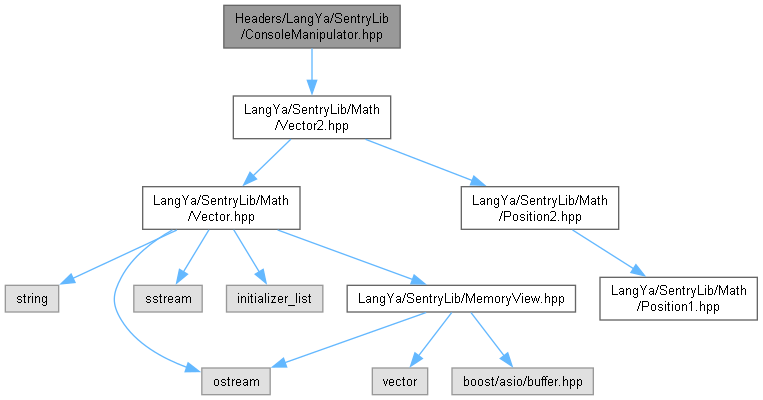 Headers/LangYa/SentryLib
/ConsoleManipulator.hpp
LangYa/SentryLib/Math
/Vector2.hpp
LangYa/SentryLib/Math
/Vector.hpp
LangYa/SentryLib/Math
/Position2.hpp
string
sstream
initializer_list
LangYa/SentryLib/MemoryView.hpp
LangYa/SentryLib/Math
/Position1.hpp
ostream
vector
boost/asio/buffer.hpp